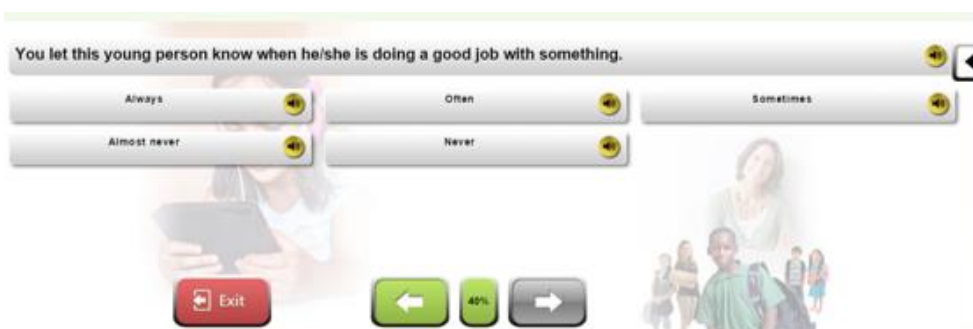 You let this young person know when he/she is doing a good job with something.
Always Often Sometimes
Almost never Never
Exit 40%